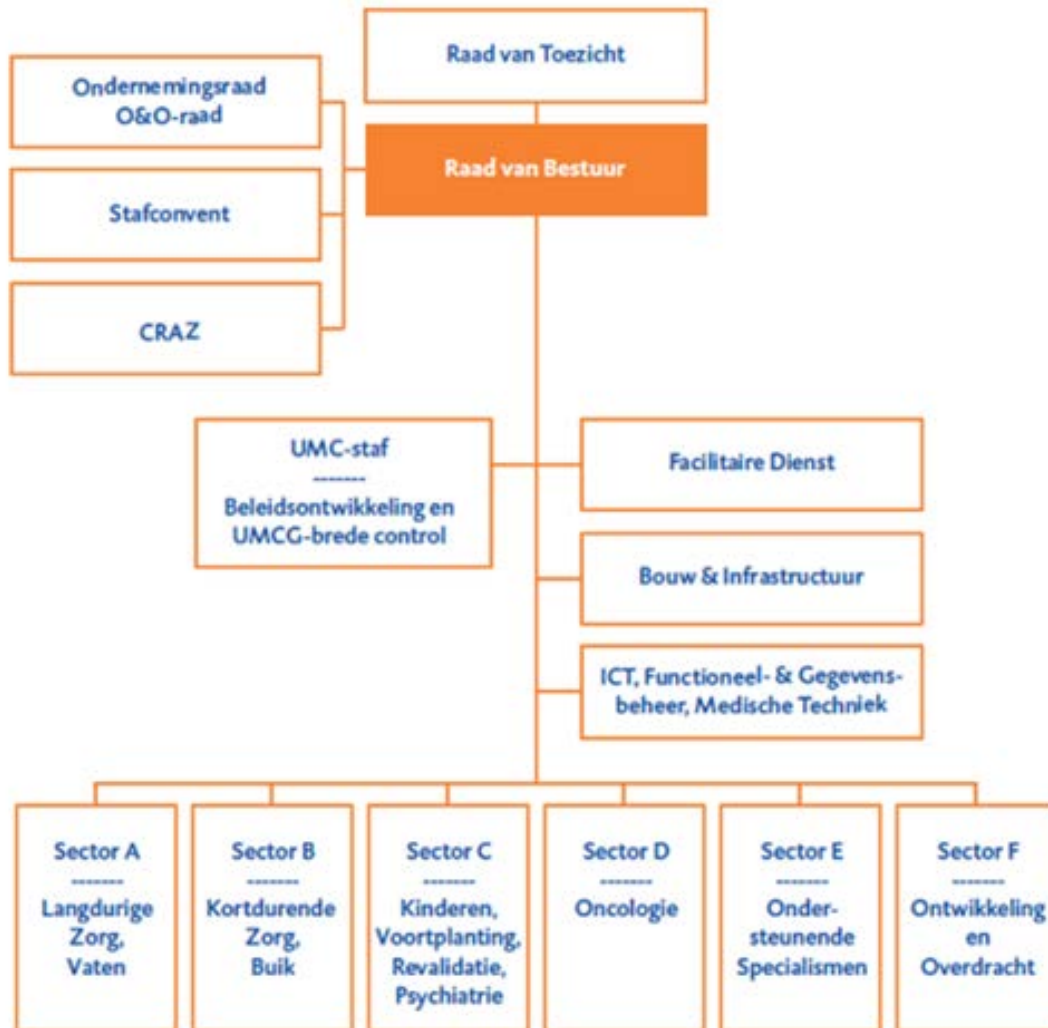 Raad van Toezicht
Ondernemingsraad
O&O-raad
Raad van Bestuur
Stafconvent
CRAZ
UMC-staf
-------
Beleidsontwikkeling en
UMCG-brede control
Facilitaire Dienst
Bouw & Infrastructuur
ICT, Functioneel- & Gegevens-
beheer, Medische Techniek
Sector A
-------
Langdurige
Zorg,
Vaten
Sector B
-------
Kortdurende
Zorg,
Buik
Sector C
-------
Kinderen,
Voortplanting,
Revalidatie,
Psychiatrie
Sector D
-------
Oncologie
Sector E
-------
Onder-
steunende
Specialismen
Sector F
-------
Ontwikkeling
en
Overdracht